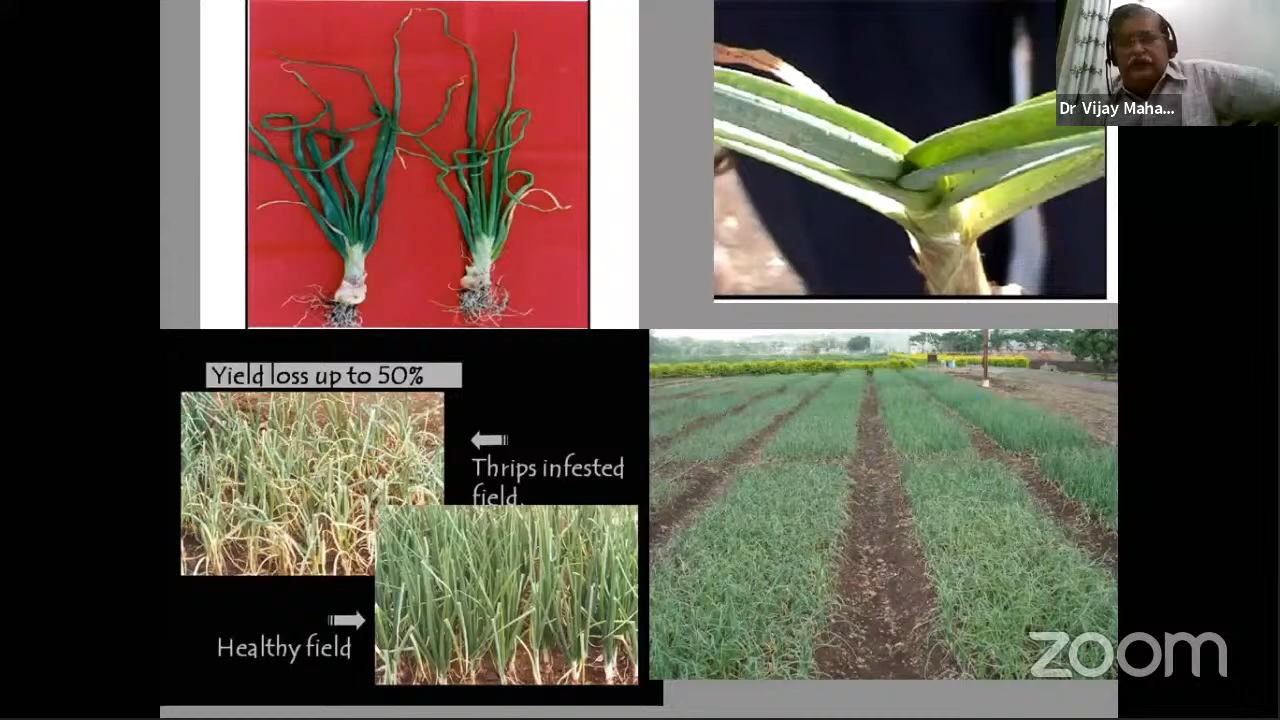 Dr Vijay Maha...
Yield loss up to 50%
Thrips infested
field.
Healthy field
zoom